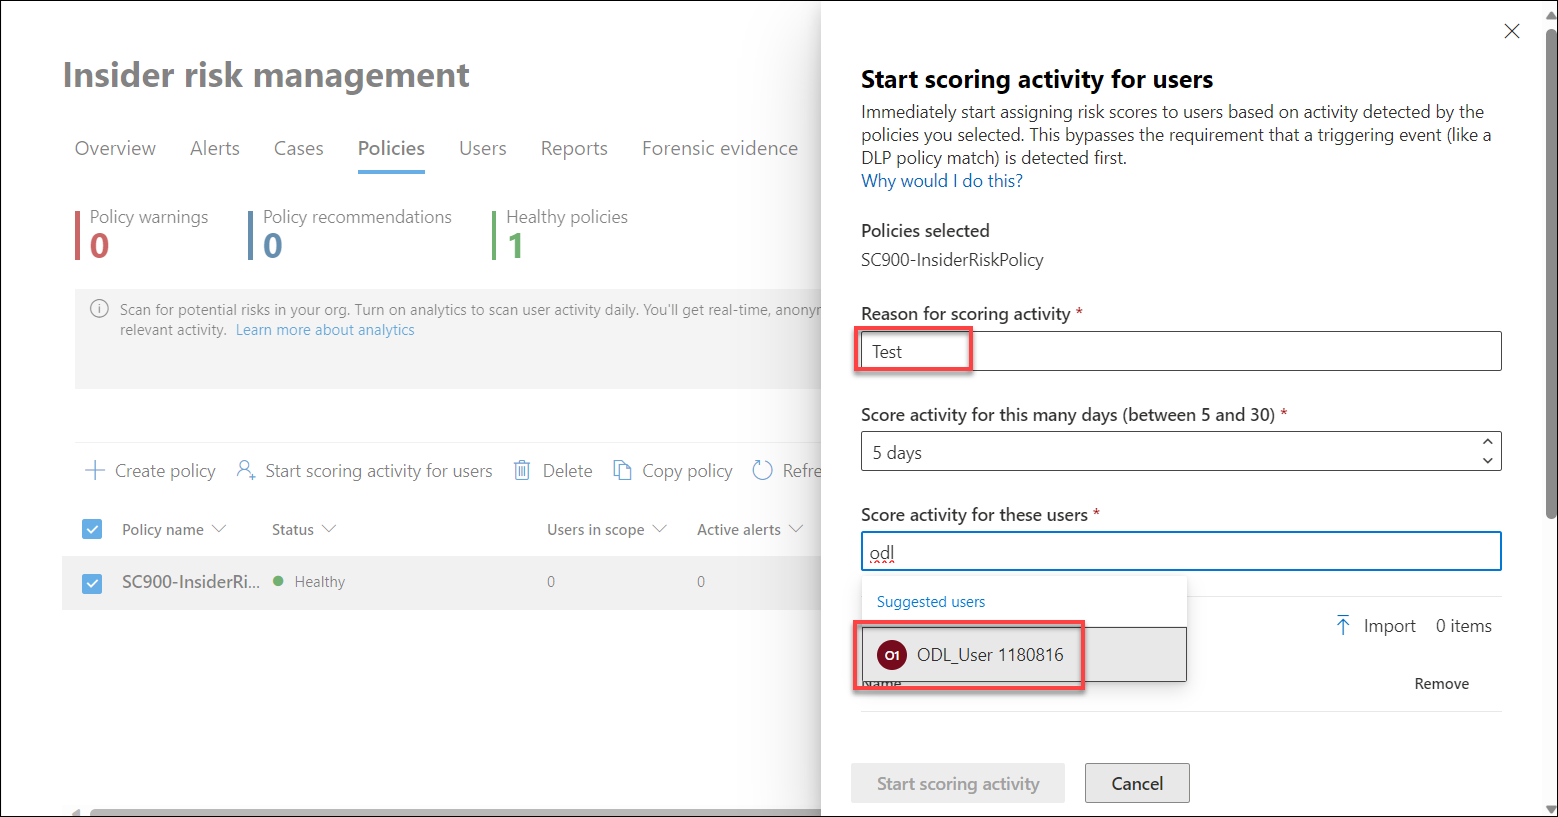 Insider risk management
Overview Alerts Cases Policies Users Reports Forensic evidence
Policy warnings
0
Policy recommendations
0
Healthy policies
1
Scan for potential risks in your org. Turn on analytics to scan user activity daily. You'll get real-time, anonyr
relevant activity. Learn more about analytics
Create policy Start scoring activity for users Delete Copy policy Refre
Policy name Status Users in scope Active alerts
SC900-InsiderRi... Healthy 0 0
Start scoring activity for users
Immediately start assigning risk scores to users based on activity detected by the
policies you selected. This bypasses the requirement that a triggering event (like a
DLP policy match) is detected first.
Why would I do this?
Policies selected
SC900-InsiderRiskPolicy
Reason for scoring activity *
Test
Score activity for this many days (between 5 and 30) *
5 days
Score activity for these users *
odl
Suggested users
Import 0 items
O1 ODL_User 1180816
Name Remove
Start scoring activity Cancel